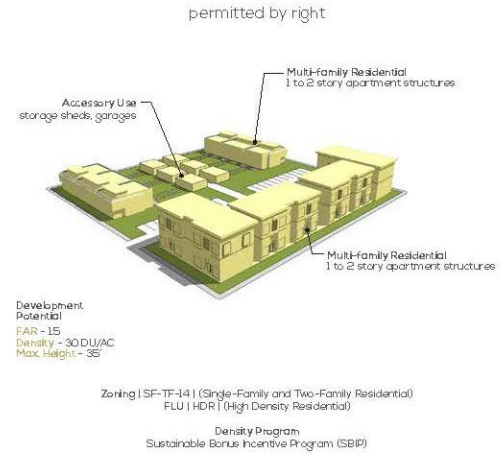 permitted by right
Multi-family Residential
1 to 2 story apartment structures
Accessory Use
storage sheds, garages
Multi-family Residential
1 to 2 story apartment structures
Development
Potential
FAR - 1.5
Density - 30 DU/AC
Max. Height - 35'
Zoning | SF-TF-14 | (Single-Family and Two-Family Residential)
FLU | HDR | (High Density Residential)
Density Program
Sustainable Bonus Incentive Program (SBIP)